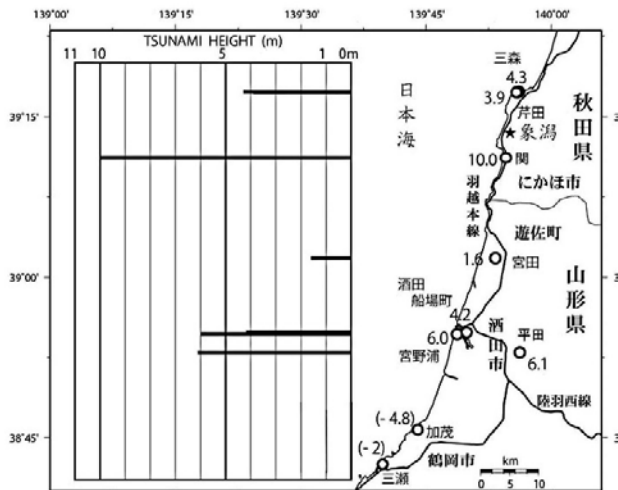 139°00′
139°15′
139°30′
139°45′
140°00′
TSUNAMI HEIGHT (m)
11 10 5 1 0m
39°15′
39°00′
38°45′
日本海
三森
4.3
3.9
芹田
象潟
10.0
関
秋田県
にかほ市
羽越本線
遊佐町
1.6
宮田
山形県
酒田
船場町
4.2
6.0
酒田市
平田
6.1
宮野浦
陸羽西線
(- 4.8)
加茂
(- 2)
三瀬
鶴岡市
km
0 10